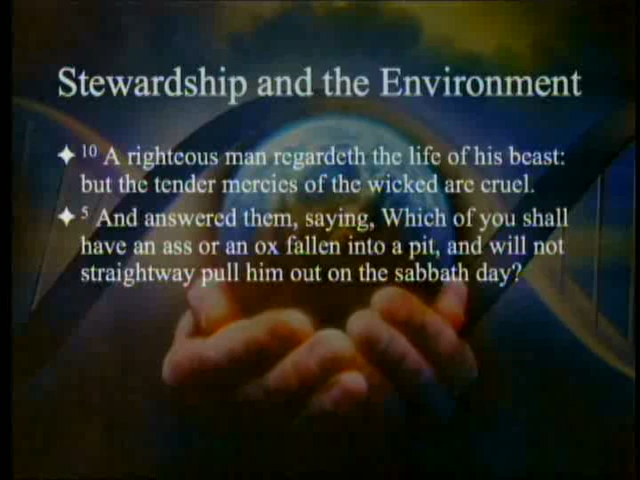 Stewardship and the Environment
10 A righteous man regardeth the life of his beast:
but the tender mercies of the wicked are cruel.
5 And answered them, saying, Which of you shall
have an ass or an ox fallen into a pit, and will not
straightway pull him out on the sabbath day?